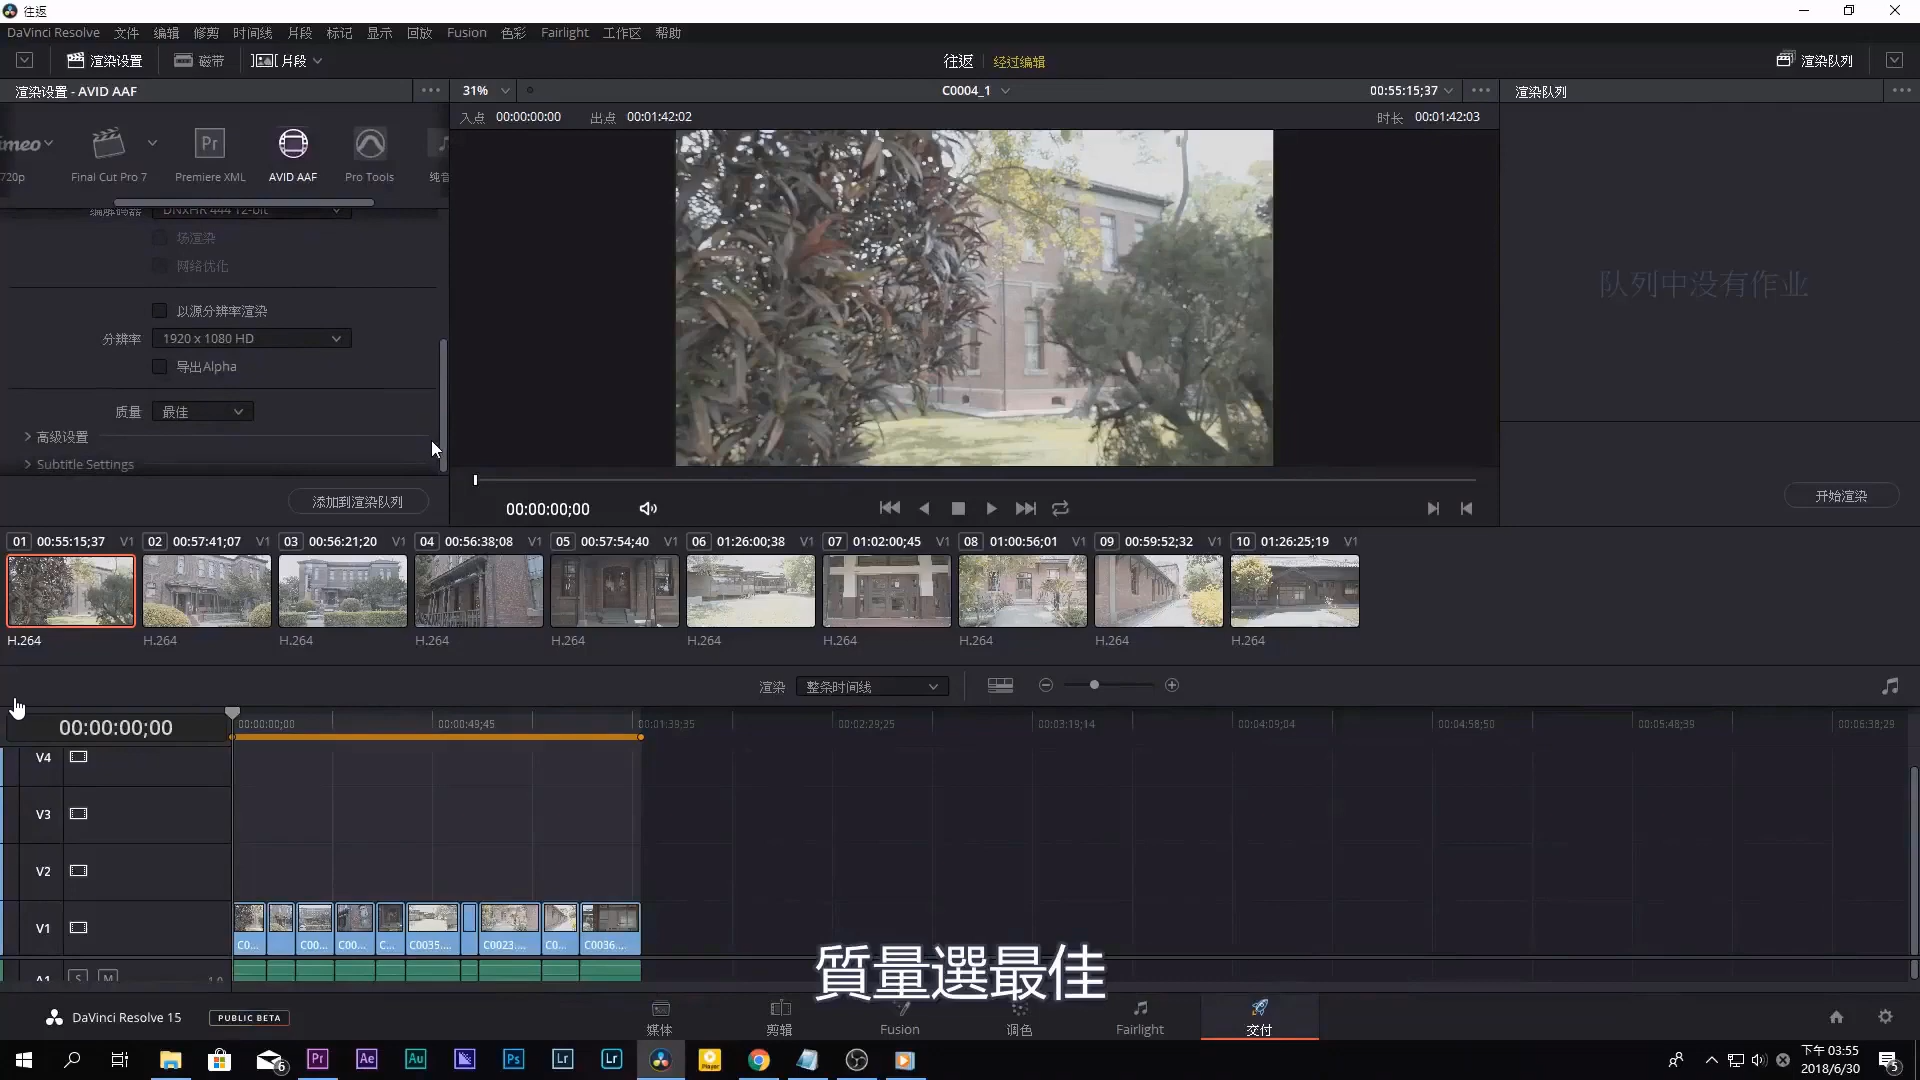 往返
DaVinci Resolve 文件 编辑 修剪 时间线 片段 标记 显示 回放 Fusion 色彩 Fairlight 工作区 帮助
渲染设置 磁带 片段 往返 经过编辑 渲染队列
渲染设置 - AVID AAF 31% C0004_1 00:55:15;37 渲染队列
入点 00:00:00:00 出点 00:01:42:02 时长 00:01:42:03
imeo Pr
720p Final Cut Pro 7 Premiere XML AVID AAF Pro Tools 纯音
编解码器 DNxHR 444 12-bit
场渲染
网络优化
队列中没有作业
以源分辨率渲染
分辨率 1920 x 1080 HD
导出Alpha
质量 最佳
高级设置
Subtitle Settings
添加到渲染队列 00:00:00;00 开始渲染
01 00:55:15;37 V1 02 00:57:41;07 V1 03 00:56:21;20 V1 04 00:56:38;08 V1 05 00:57:54;40 V1 06 01:26:00;38 V1 07 01:02:00;45 V1 08 01:00:56;01 V1 09 00:59:52;32 V1 10 01:26:25;19 V1
H.264 H.264 H.264 H.264 H.264 H.264 H.264 H.264 H.264 H.264
渲染 整条时间线
00:00:00;00 00:00:00;00 00:00:49;45 00:01:39;35 00:02:29;25 00:03:19;14 00:04:09;04 00:04:58;50 00:05:48;39 00:06:38;29
V4
V3
V2
V1
C0... C00... C00... C... C0035.... C0023.... C0... C0036....
A1 S M 1.0
質量選最佳
DaVinci Resolve 15 PUBLIC BETA 媒体 剪辑 Fusion 调色 Fairlight 交付
6 Pr Ae Au Ps Lr Lr Player 下午 03:55
2018/6/30 5